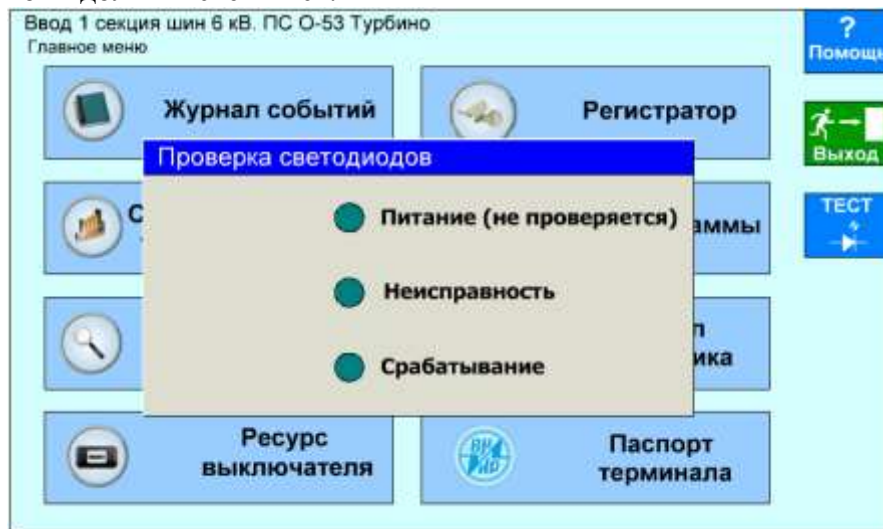 Ввод 1 секция шин 6 кВ. ПС О-53 Турбино
Главное меню
?
Помощь
Журнал событий
Регистратор
Выход
Проверка светодиодов
ТЕСТ
Питание (не проверяется)
Неисправность
Срабатывание
Ресурс
выключателя
Паспорт
терминала